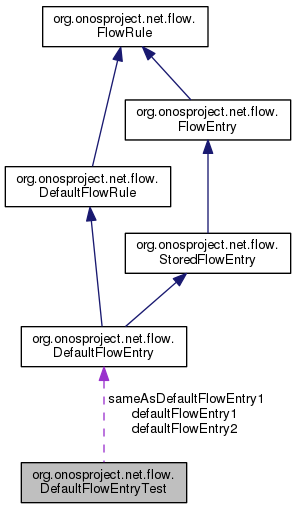 org.onosproject.net.flow.
FlowRule
org.onosproject.net.flow.
FlowEntry
org.onosproject.net.flow.
DefaultFlowRule
org.onosproject.net.flow.
StoredFlowEntry
org.onosproject.net.flow.
DefaultFlowEntry
sameAsDefaultFlowEntry1
defaultFlowEntry1
defaultFlowEntry2
org.onosproject.net.flow.
DefaultFlowEntryTest